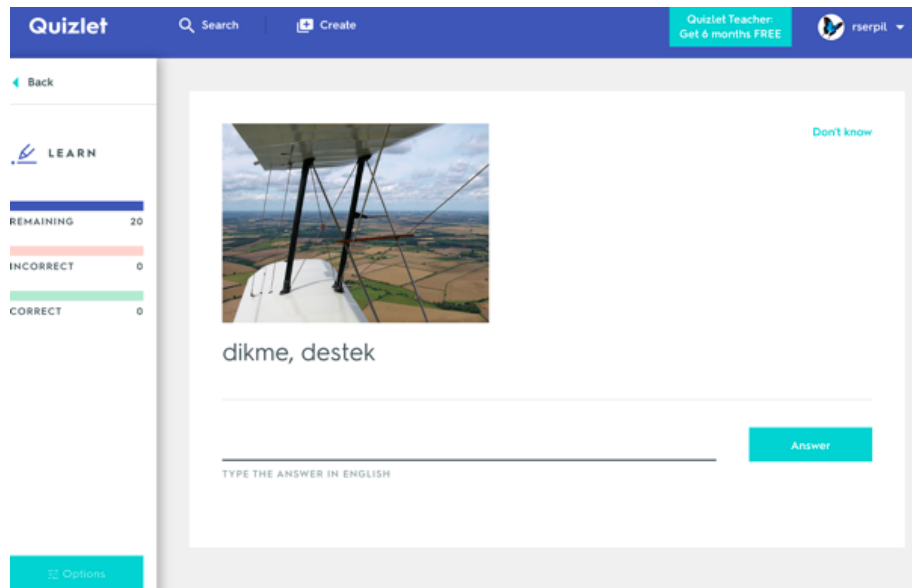 Quizlet
Search
Create
Quizlet Teacher:
Get 6 months FREE
rserpil
Back
LEARN
REMAINING 20
INCORRECT 0
CORRECT 0
Don't know
dikme, destek
Answer
TYPE THE ANSWER IN ENGLISH
Options